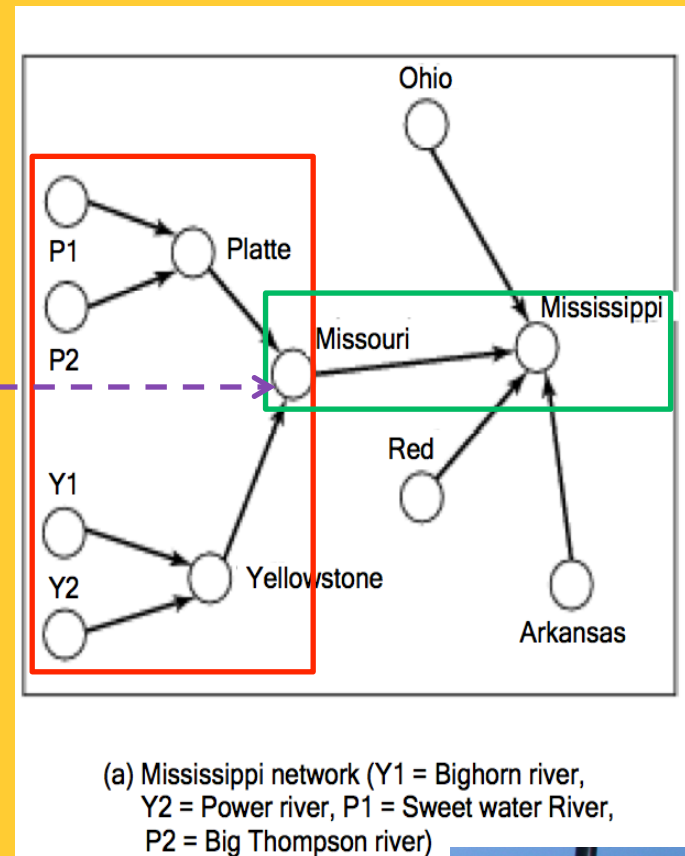 Ohio
P1
Platte
Mississippi
Missouri
P2
Red
Y1
Yellowstone
Y2
Arkansas
(a) Mississippi network (Y1 = Bighorn river,
Y2 = Power river, P1 = Sweet water River,
P2 = Big Thompson river)